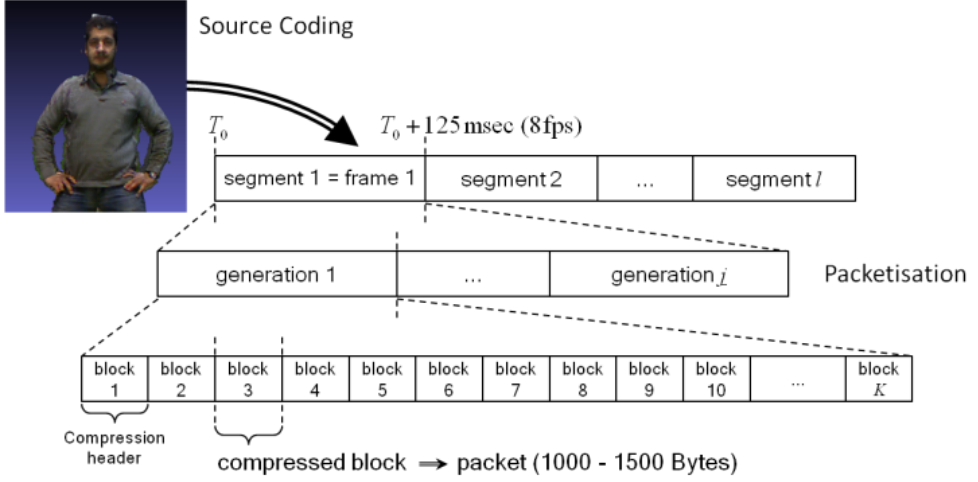 Source Coding
T0 T0 + 125 msec (8fps)
segment 1 = frame 1 segment 2 ... segment l
generation 1 ... generation i
Packetisation
block 1 block 2 block 3 block 4 block 5 block 6 block 7 block 8 block 9 block 10 ... block K
Compression
header
compressed block ⇒ packet (1000 - 1500 Bytes)